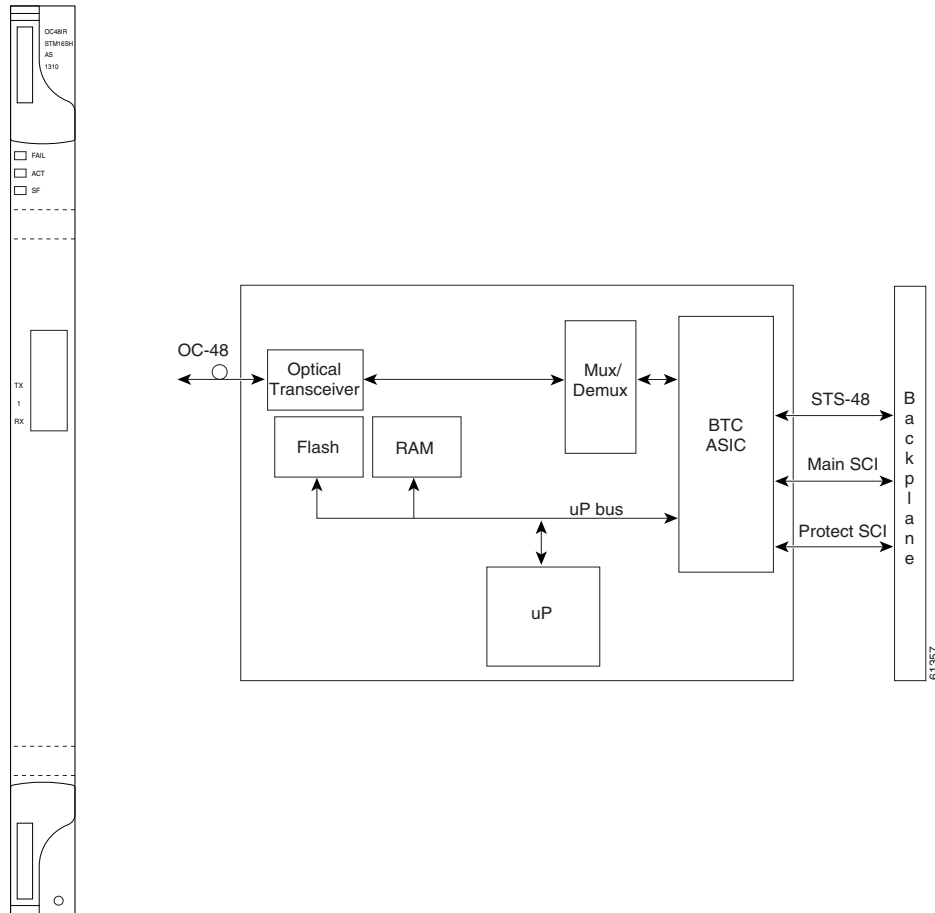 OC48IR
STM16SH
AS
1310
FAIL
ACT
SF
TX
1
RX
OC-48
Optical
Transceiver
Mux/
Demux
BTC
ASIC
Flash
RAM
uP bus
uP
STS-48
Main SCI
Protect SCI
Backplane
61357